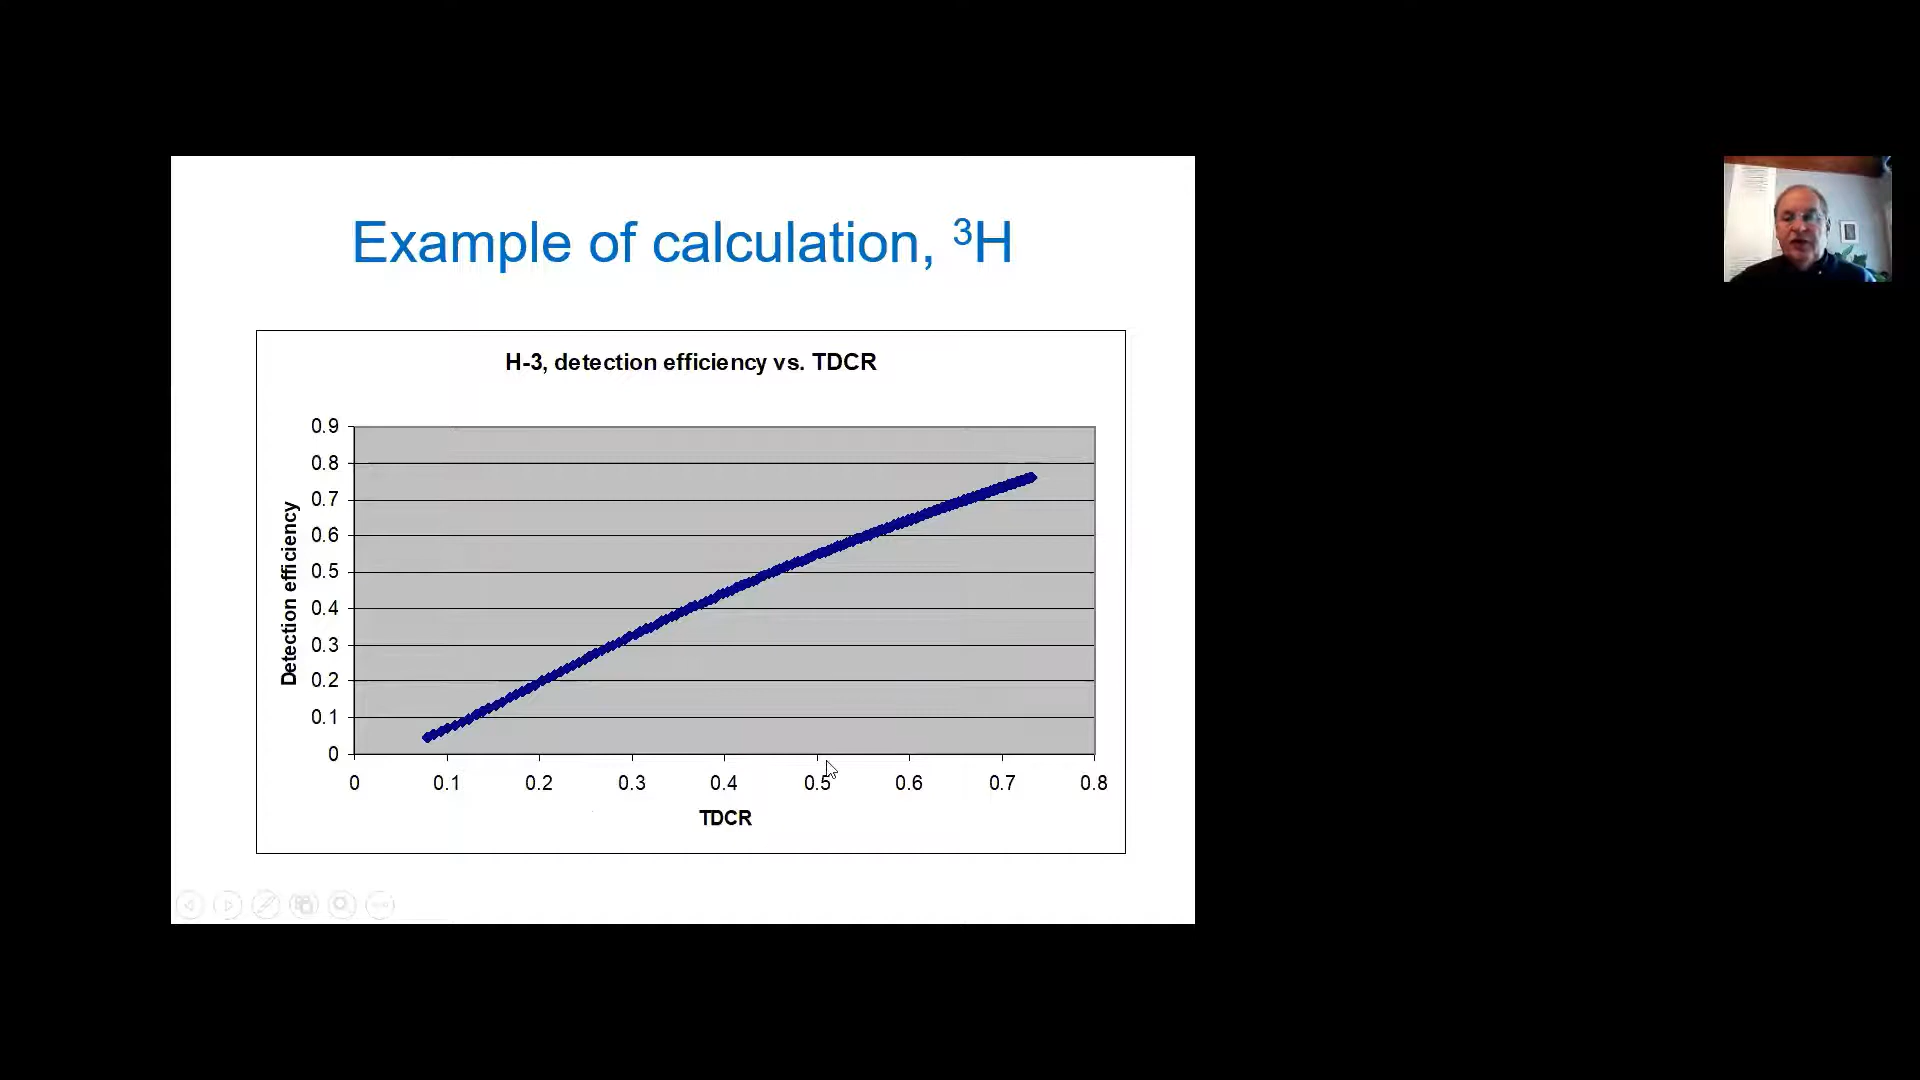 Example of calculation, ³H
H-3, detection efficiency vs. TDCR
Detection efficiency
0.9
0.8
0.7
0.6
0.5
0.4
0.3
0.2
0.1
0
0 0.1 0.2 0.3 0.4 0.5 0.6 0.7 0.8
TDCR